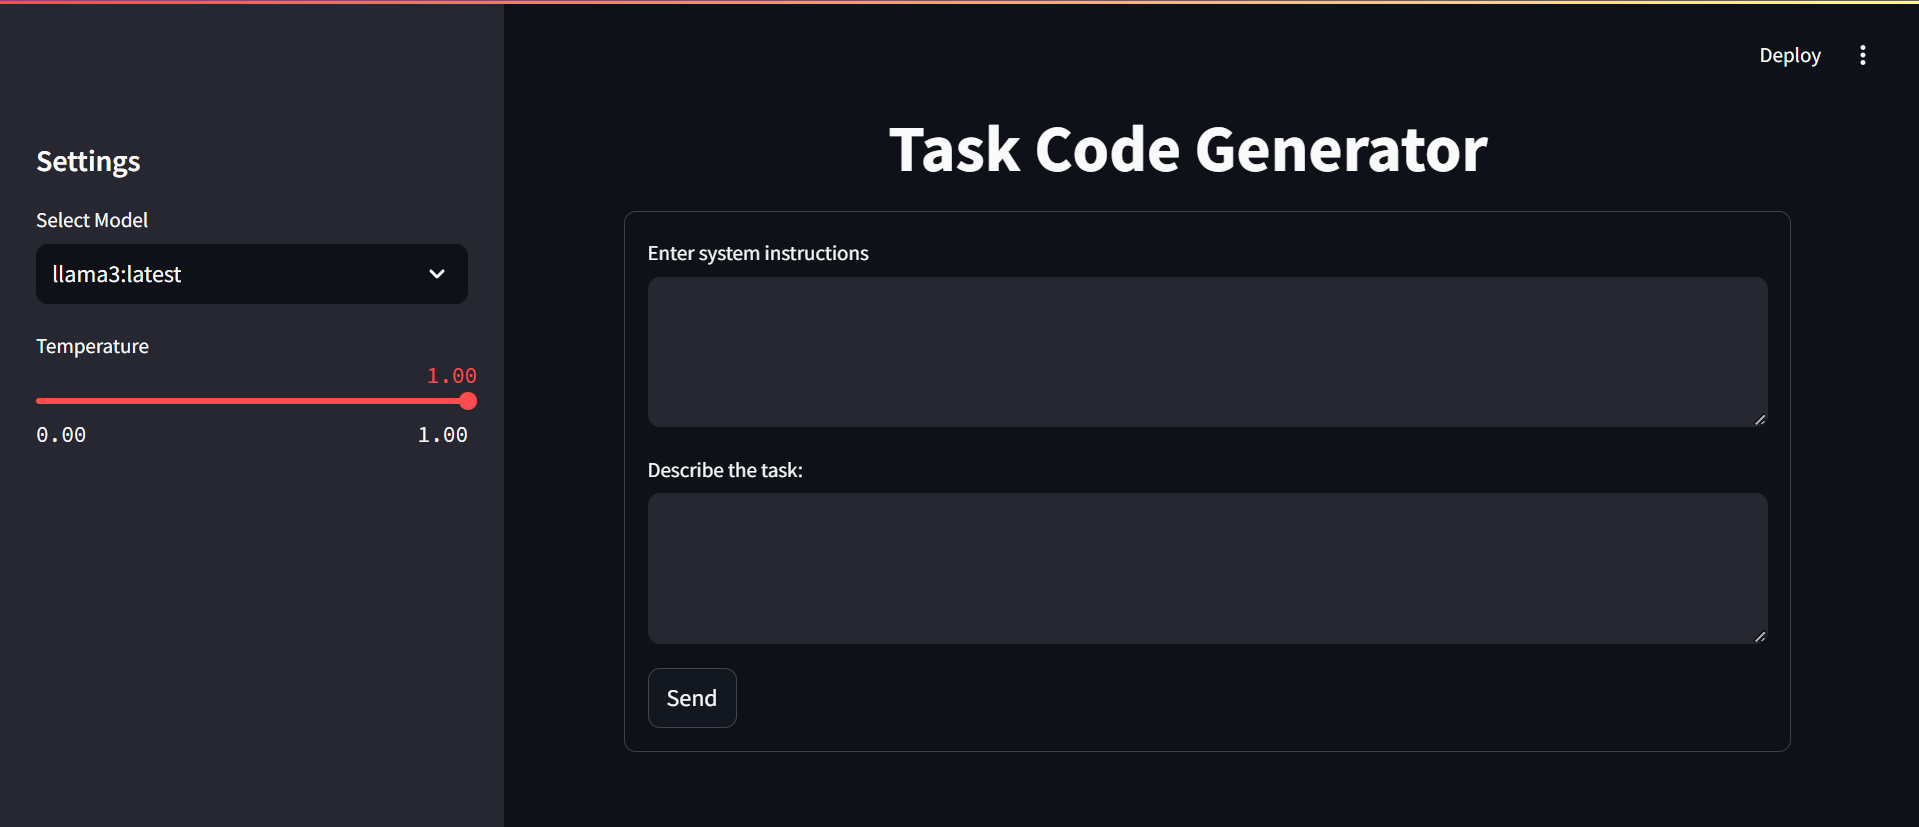 Deploy
Settings
Select Model
llama3:latest
Temperature
1.00
0.00 1.00
Task Code Generator
Enter system instructions
Describe the task:
Send